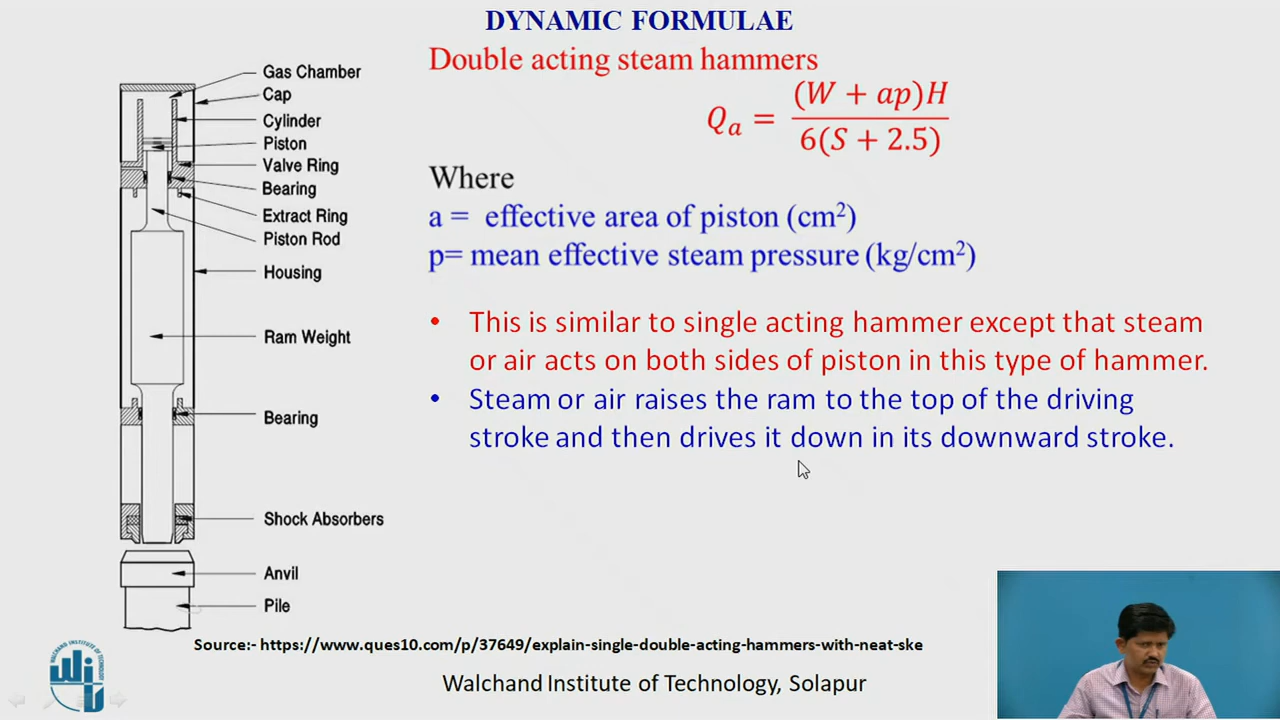 DYNAMIC FORMULAE
Double acting steam hammers
Qₐ = (W + ap)H / 6(S + 2.5)
Where
a = effective area of piston (cm²)
p= mean effective steam pressure (kg/cm²)
• This is similar to single acting hammer except that steam
or air acts on both sides of piston in this type of hammer.
• Steam or air raises the ram to the top of the driving
stroke and then drives it down in its downward stroke.
Gas Chamber
Cap
Cylinder
Piston
Valve Ring
Bearing
Extract Ring
Piston Rod
Housing
Ram Weight
Bearing
Shock Absorbers
Anvil
Pile
Source:- https://www.ques10.com/p/37649/explain-single-double-acting-hammers-with-neat-ske
Walchand Institute of Technology, Solapur